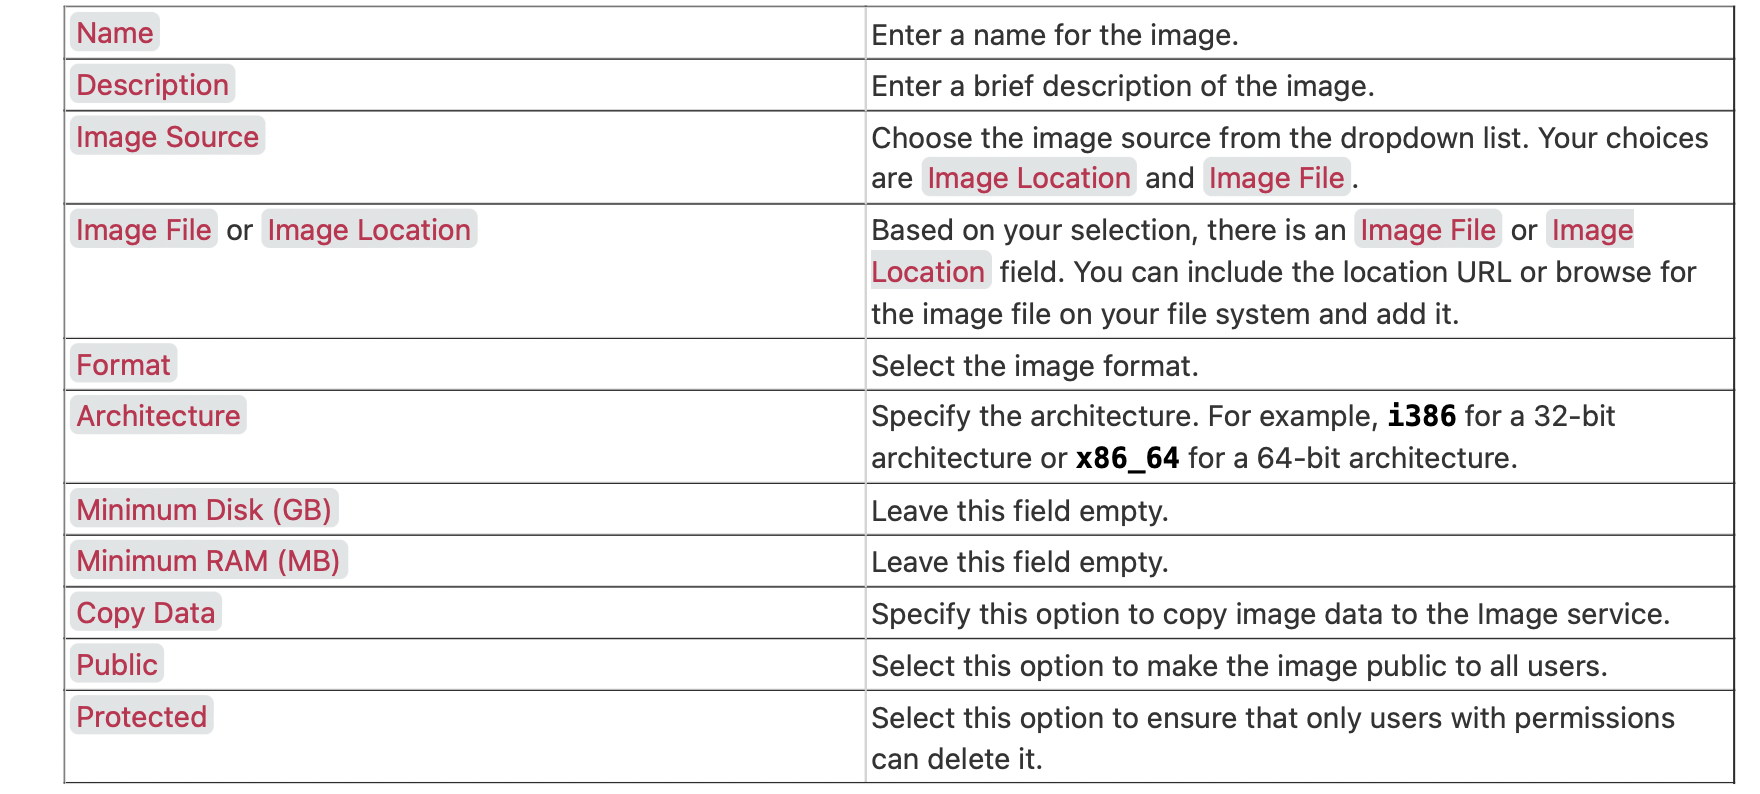 Name
Enter a name for the image.
Description
Enter a brief description of the image.
Image Source
Choose the image source from the dropdown list. Your choices
are Image Location and Image File.
Image File or Image Location
Based on your selection, there is an Image File or Image
Location field. You can include the location URL or browse for
the image file on your file system and add it.
Format
Select the image format.
Architecture
Specify the architecture. For example, i386 for a 32-bit
architecture or x86_64 for a 64-bit architecture.
Minimum Disk (GB)
Leave this field empty.
Minimum RAM (MB)
Leave this field empty.
Copy Data
Specify this option to copy image data to the Image service.
Public
Select this option to make the image public to all users.
Protected
Select this option to ensure that only users with permissions
can delete it.